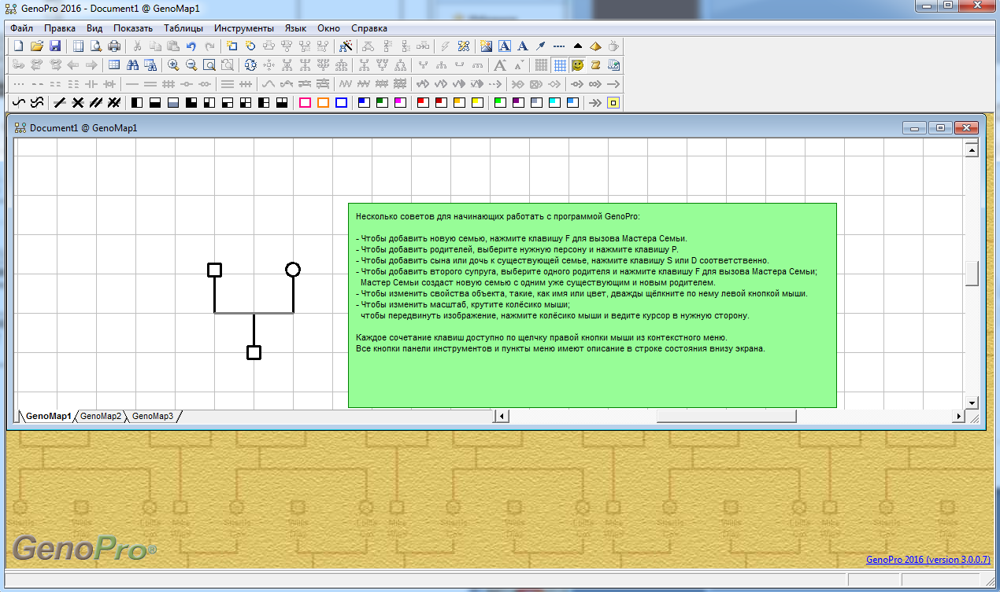 GenoPro 2016 - Document1 @ GenoMap1
Файл Правка Вид Показать Таблицы Инструменты Язык Окно Справка
Document1 @ GenoMap1
Несколько советов для начинающих работать с программой GenoPro:
- Чтобы добавить новую семью, нажмите клавишу F для вызова Мастера Семьи.
- Чтобы добавить родителей, выберите нужную персону и нажмите клавишу P.
- Чтобы добавить сына или дочь к существующей семье, нажмите клавишу S или D соответственно.
- Чтобы добавить второго супруга, выберите одного родителя и нажмите клавишу F для вызова Мастера Семьи;
Мастер Семьи создаст новую семью с одним уже существующим и новым родителем.
- Чтобы изменить свойства объекта, такие, как имя или цвет, дважды щёлкните по нему левой кнопкой мыши.
- Чтобы изменить масштаб, крутите колёсико мыши;
чтобы передвинуть изображение, нажмите колёсико мыши и ведите курсор в нужную сторону.
Каждое сочетание клавиш доступно по щелчку правой кнопки мыши из контекстного меню.
Все кнопки панели инструментов и пункты меню имеют описание в строке состояния внизу экрана.
GenoMap1 GenoMap2 GenoMap3
GenoPro®
GenoPro 2016 (version 3.0.0.7)